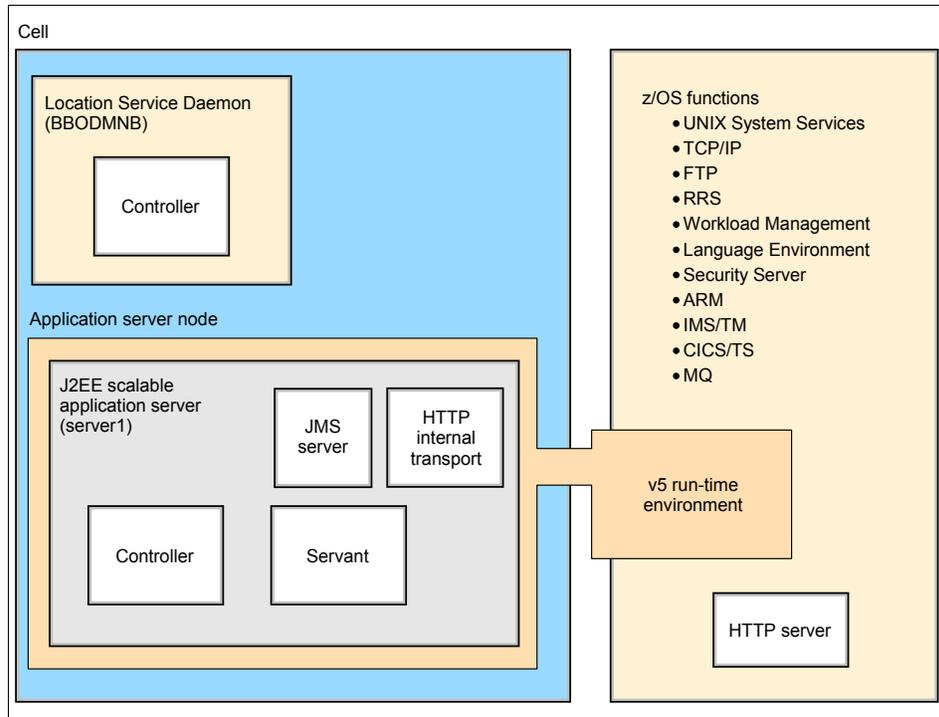 Cell
Location Service Daemon
(BBODMNB)
Controller
Application server node
J2EE scalable
application server
(server1)
JMS
server
HTTP
internal
transport
Controller
Servant
z/OS functions
• UNIX System Services
• TCP/IP
• FTP
• RRS
• Workload Management
• Language Environment
• Security Server
• ARM
• IMS/TM
• CICS/TS
• MQ
v5 run-time
environment
HTTP server